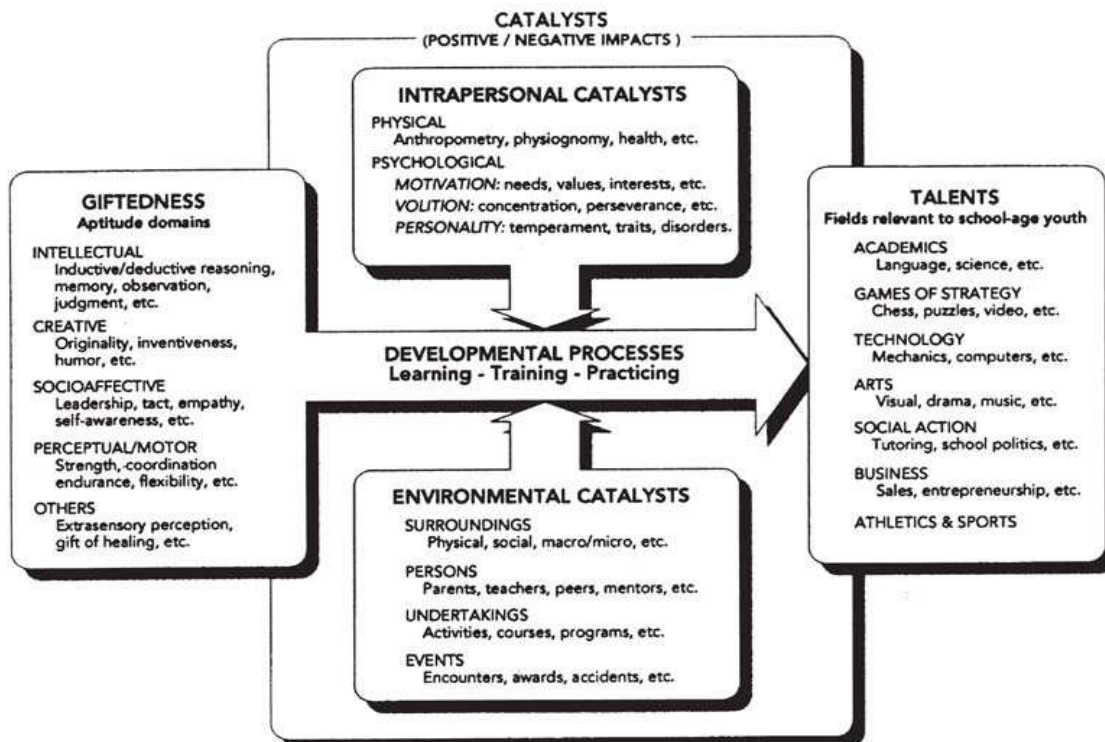 CATALYSTS
(POSITIVE / NEGATIVE IMPACTS )
INTRAPERSONAL CATALYSTS
PHYSICAL
Anthropometry, physiognomy, health, etc.
PSYCHOLOGICAL
MOTIVATION: needs, values, interests, etc.
VOLITION: concentration, perseverance, etc.
PERSONALITY: temperament, traits, disorders.
GIFTEDNESS
Aptitude domains
INTELLECTUAL
Inductive/deductive reasoning,
memory, observation,
judgment, etc.
CREATIVE
Originality, inventiveness,
humor, etc.
SOCIOAFFECTIVE
Leadership, tact, empathy,
self-awareness, etc.
PERCEPTUAL/MOTOR
Strength, coordination
endurance, flexibility, etc.
OTHERS
Extrasensory perception,
gift of healing, etc.
DEVELOPMENTAL PROCESSES
Learning - Training - Practicing
ENVIRONMENTAL CATALYSTS
SURROUNDINGS
Physical, social, macro/micro, etc.
PERSONS
Parents, teachers, peers, mentors, etc.
UNDERTAKINGS
Activities, courses, programs, etc.
EVENTS
Encounters, awards, accidents, etc.
TALENTS
Fields relevant to school-age youth
ACADEMICS
Language, science, etc.
GAMES OF STRATEGY
Chess, puzzles, video, etc.
TECHNOLOGY
Mechanics, computers, etc.
ARTS
Visual, drama, music, etc.
SOCIAL ACTION
Tutoring, school politics, etc.
BUSINESS
Sales, entrepreneurship, etc.
ATHLETICS & SPORTS